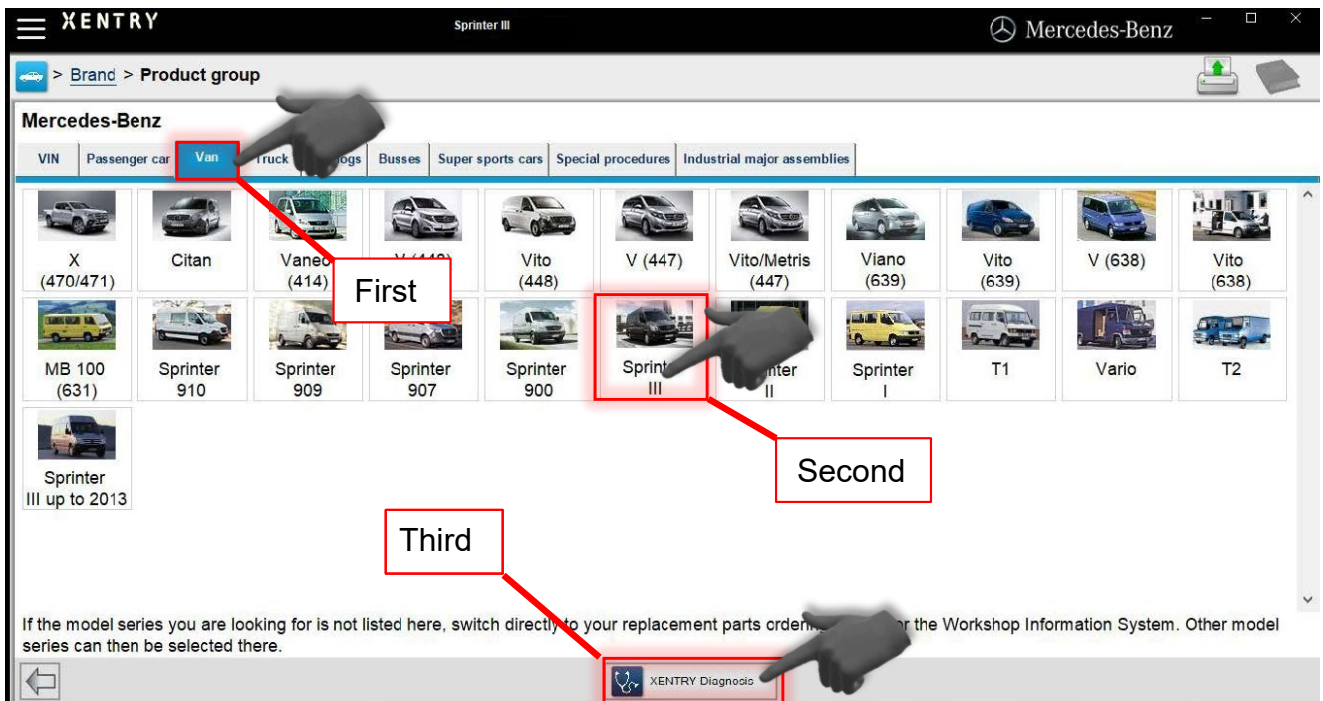 XENTRY
Sprinter III
Mercedes-Benz
> Brand > Product group
Mercedes-Benz
VIN
Passenger car
Van
Truck
Busses
Super sports cars
Special procedures
Industrial major assemblies
X
(470/471)
Citan
Vaneo
(414)
First
Vito
(448)
V (447)
Vito/Metris
(447)
Viano
(639)
Vito
(639)
V (638)
Vito
(638)
MB 100
(631)
Sprinter
910
Sprinter
909
Sprinter
907
Sprinter
900
Sprinter
III
II
Sprinter
I
T1
Vario
T2
Sprinter
III up to 2013
Second
Third
If the model series you are looking for is not listed here, switch directly to your replacement parts ordering or the Workshop Information System. Other model
series can then be selected there.
XENTRY Diagnosis